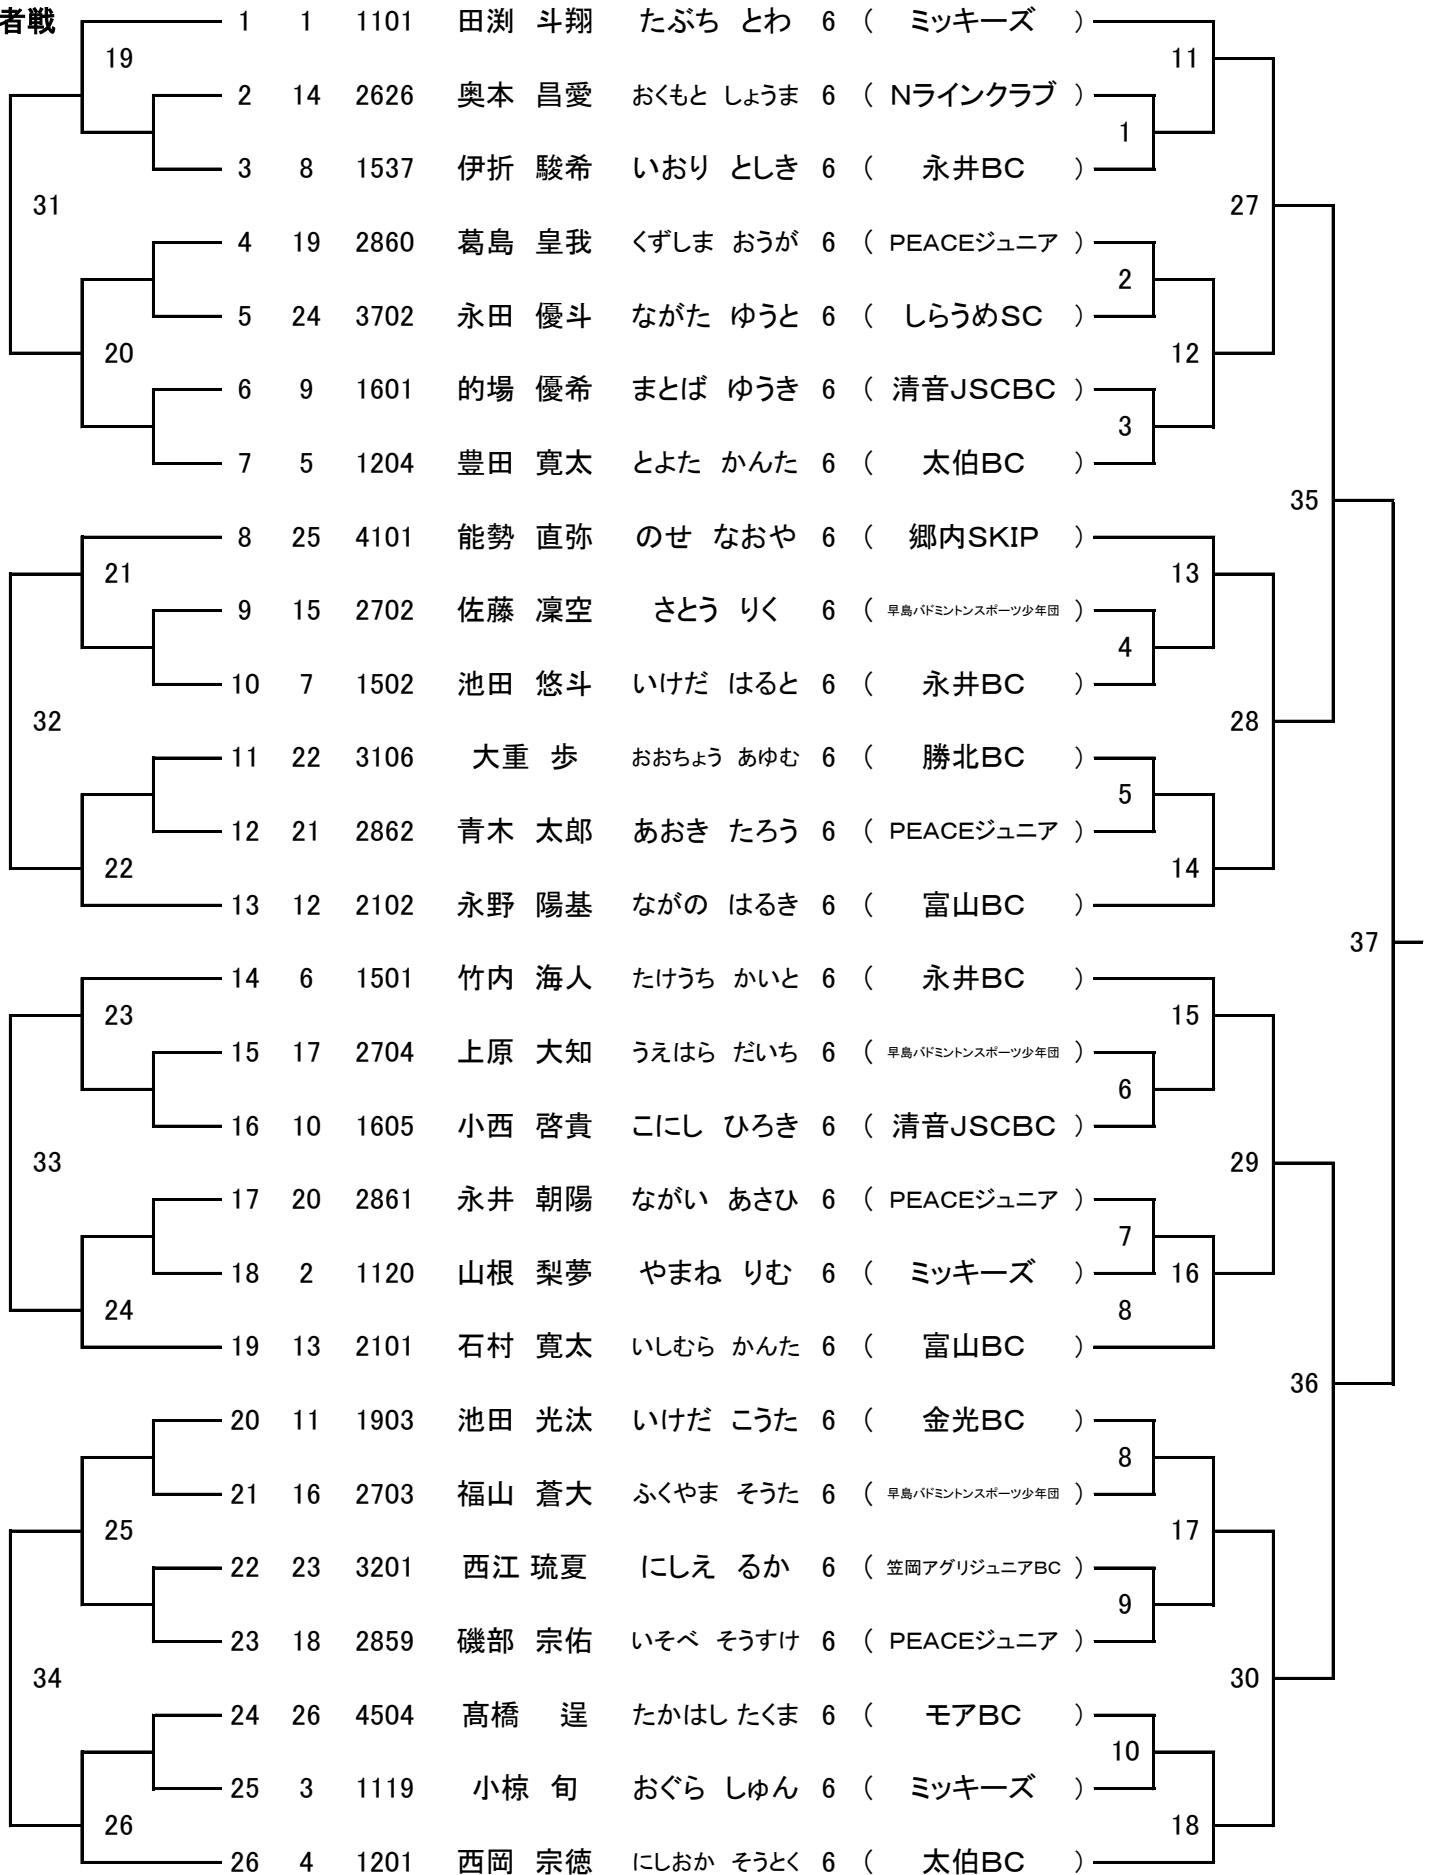 者戦
1 1 1101 田渕 斗翔 たぶち とわ 6 ( ミッキーズ )
19 11
2 14 2626 奥本 昌愛 おくもと しょうま 6 ( Nラインクラブ )
1
3 8 1537 伊折 駿希 いおり としき 6 ( 永井BC )
31 27
4 19 2860 葛島 皇我 くずしま おうが 6 ( PEACEジュニア )
2
5 24 3702 永田 優斗 ながた ゆうと 6 ( しらうめSC )
20 12
6 9 1601 的場 優希 まとば ゆうき 6 ( 清音JSCBC )
3
7 5 1204 豊田 寛太 とよた かんた 6 ( 太伯BC )
35
8 25 4101 能勢 直弥 のせ なおや 6 ( 郷内SKIP )
21 13
9 15 2702 佐藤 凜空 さとう りく 6 ( 早島バドミントンスポーツ少年団 )
4
10 7 1502 池田 悠斗 いけだ はると 6 ( 永井BC )
32 28
11 22 3106 大重 歩 おおちょう あゆむ 6 ( 勝北BC )
5
12 21 2862 青木 太郎 あおき たろう 6 ( PEACEジュニア )
22 14
13 12 2102 永野 陽基 ながの はるき 6 ( 富山BC )
37
14 6 1501 竹内 海人 たけうち かいと 6 ( 永井BC )
23 15
15 17 2704 上原 大知 うえはら だいち 6 ( 早島バドミントンスポーツ少年団 )
6
16 10 1605 小西 啓貴 こにし ひろき 6 ( 清音JSCBC )
33 29
17 20 2861 永井 朝陽 ながい あさひ 6 ( PEACEジュニア )
7
18 2 1120 山根 梨夢 やまね りむ 6 ( ミッキーズ ) 16
24 8
19 13 2101 石村 寛太 いしむら かんた 6 ( 富山BC )
36
20 11 1903 池田 光汰 いけだ こうた 6 ( 金光BC )
8
21 16 2703 福山 蒼大 ふくやま そうた 6 ( 早島バドミントンスポーツ少年団 )
25 17
22 23 3201 西江 琉夏 にしえ るか 6 ( 笠岡アグリジュニアBC )
9
23 18 2859 磯部 宗佑 いそべ そうすけ 6 ( PEACEジュニア )
34 30
24 26 4504 髙橋 逞 たかはし たくま 6 ( モアBC )
10
25 3 1119 小椋 旬 おぐら しゅん 6 ( ミッキーズ )
26 18
26 4 1201 西岡 宗徳 にしおか そうとく 6 ( 太伯BC )